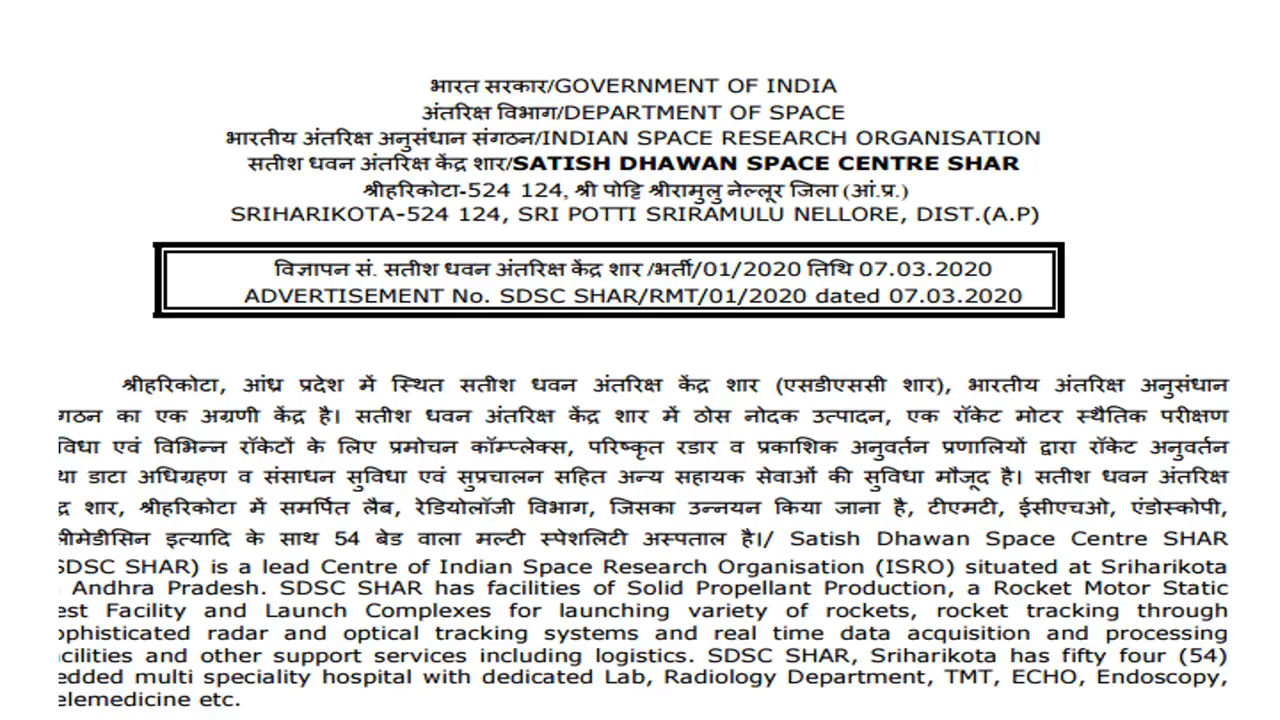 भारत सरकार/GOVERNMENT OF INDIA
अंतरिक्ष विभाग/DEPARTMENT OF SPACE
भारतीय अंतरिक्ष अनुसंधान संगठन/INDIAN SPACE RESEARCH ORGANISATION
सतीश धवन अंतरिक्ष केंद्र शार/SATISH DHAWAN SPACE CENTRE SHAR
श्रीहरिकोटा-524 124, श्री पोट्टि श्रीरामुलु नेल्लूर जिला (आं.प्र.)
SRIHARIKOTA-524 124, SRI POTTI SRIRAMULU NELLORE, DIST.(A.P)
विज्ञापन सं. सतीश धवन अंतरिक्ष केंद्र शार /भर्ती/01/2020 तिथि 07.03.2020
ADVERTISEMENT No. SDSC SHAR/RMT/01/2020 dated 07.03.2020
श्रीहरिकोटा, आंध्र प्रदेश में स्थित सतीश धवन अंतरिक्ष केंद्र शार (एसडीएससी शार), भारतीय अंतरिक्ष अनुसंधान
गठन का एक अग्रणी केंद्र है। सतीश धवन अंतरिक्ष केंद्र शार में ठोस नोदक उत्पादन, एक रॉकेट मोटर स्थैतिक परीक्षण
विधा एवं विभिन्न रॉकेटों के लिए प्रमोचन कॉम्प्लेक्स, परिष्कृत रडार व प्रकाशिक अनुवर्तन प्रणालियों द्वारा रॉकेट अनुवर्तन
था डाटा अधिग्रहण व संसाधन सुविधा एवं सुप्रचालन सहित अन्य सहायक सेवाओं की सुविधा मौजूद है। सतीश धवन अंतरिक्ष
द्र शार, श्रीहरिकोटा में समर्पित लैब, रेडियोलॉजी विभाग, जिसका उन्नयन किया जाना है, टीएमटी, ईसीएचओ, एंडोस्कोपी,
लीमेडीसिन इत्यादि के साथ 54 बेड वाला मल्टी स्पेशलिटी अस्पताल है।/ Satish Dhawan Space Centre SHAR
SDSC SHAR) is a lead Centre of Indian Space Research Organisation (ISRO) situated at Sriharikota
Andhra Pradesh. SDSC SHAR has facilities of Solid Propellant Production, a Rocket Motor Static
est Facility and Launch Complexes for launching variety of rockets, rocket tracking through
ophisticated radar and optical tracking systems and real time data acquisition and processing
cilities and other support services including logistics. SDSC SHAR, Sriharikota has fifty four (54)
edded multi speciality hospital with dedicated Lab, Radiology Department, TMT, ECHO, Endoscopy,
elemedicine etc.